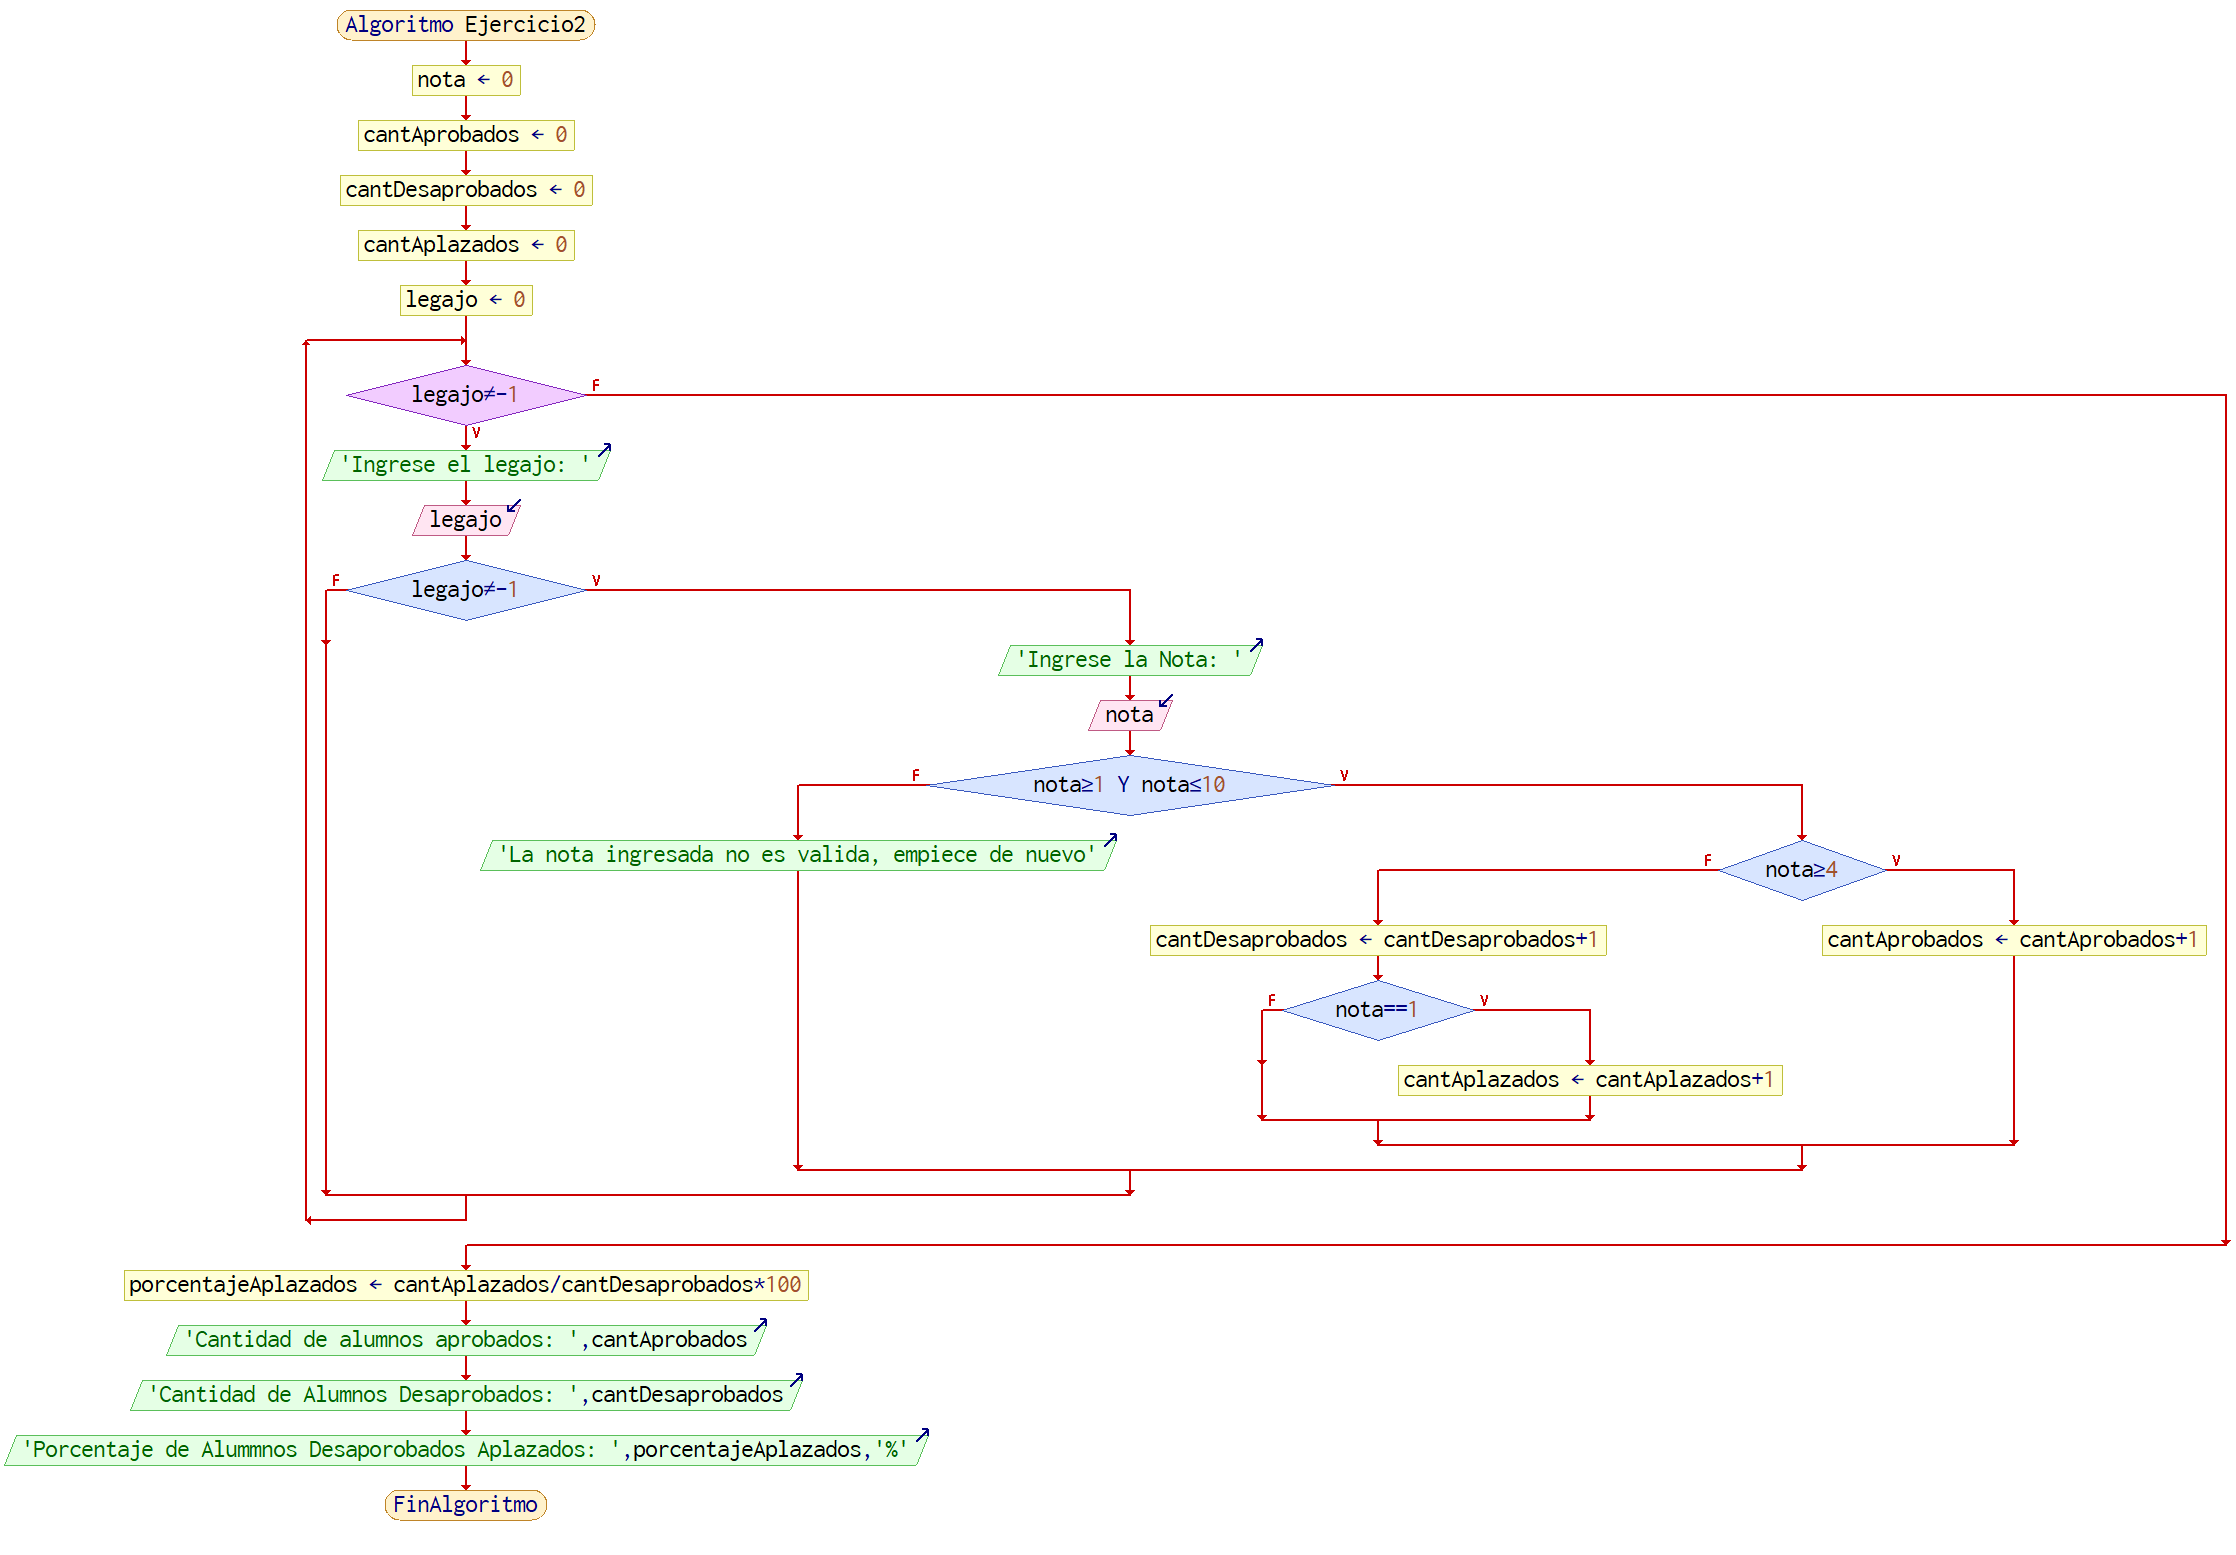 Algoritmo Ejercicio2
nota ← 0
cantAprobados ← 0
cantDesaprobados ← 0
cantAplazados ← 0
legajo ← 0
legajo≠-1
F
V
'Ingrese el legajo: '
legajo
legajo≠-1
F
V
'Ingrese la Nota: '
nota
nota≥1 Y nota≤10
F
V
'La nota ingresada no es valida, empiece de nuevo'
nota≥4
F
V
cantDesaprobados ← cantDesaprobados+1
cantAprobados ← cantAprobados+1
nota==1
F
V
cantAplazados ← cantAplazados+1
porcentajeAplazados ← cantAplazados/cantDesaprobados*100
'Cantidad de alumnos aprobados: ',cantAprobados
'Cantidad de Alumnos Desaprobados: ',cantDesaprobados
'Porcentaje de Alummnos Desaporobados Aplazados: ',porcentajeAplazados,'%'
FinAlgoritmo